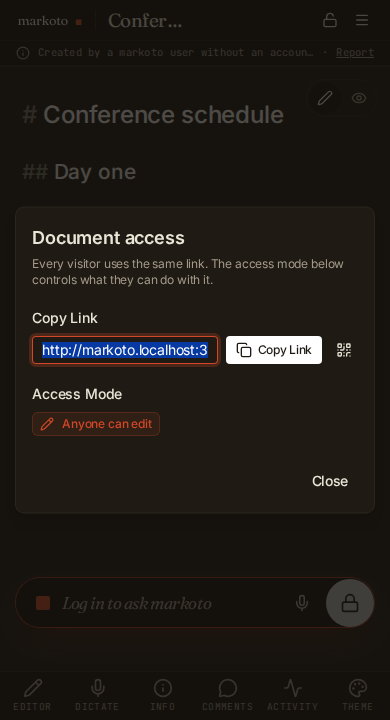 markoto
Confer...
Created by a markoto user without an accoun… · Report
# Conference schedule
## Day one
Document access
Every visitor uses the same link. The access mode below
controls what they can do with it.
Copy Link
http://markoto.localhost:3
Copy Link
Access Mode
Anyone can edit
Close
Log in to ask markoto
EDITOR
DICTATE
INFO
COMMENTS
ACTIVITY
THEME